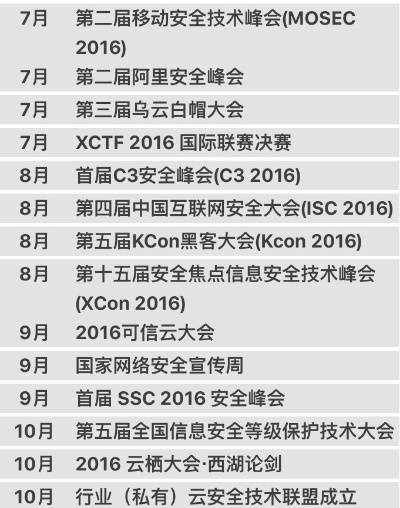 7月 第二届移动安全技术峰会(MOSEC
2016)
7月 第二届阿里安全峰会
7月 第三届乌云白帽大会
7月 XCTF 2016 国际联赛决赛
8月 首届C3安全峰会(C3 2016)
8月 第四届中国互联网安全大会(ISC 2016)
8月 第五届KCon黑客大会(Kcon 2016)
8月 第十五届安全焦点信息安全技术峰会
(XCon 2016)
9月 2016可信云大会
9月 国家网络安全宣传周
9月 首届 SSC 2016 安全峰会
10月 第五届全国信息安全等级保护技术大会
10月 2016 云栖大会·西湖论剑
10月 行业（私有）云安全技术联盟成立